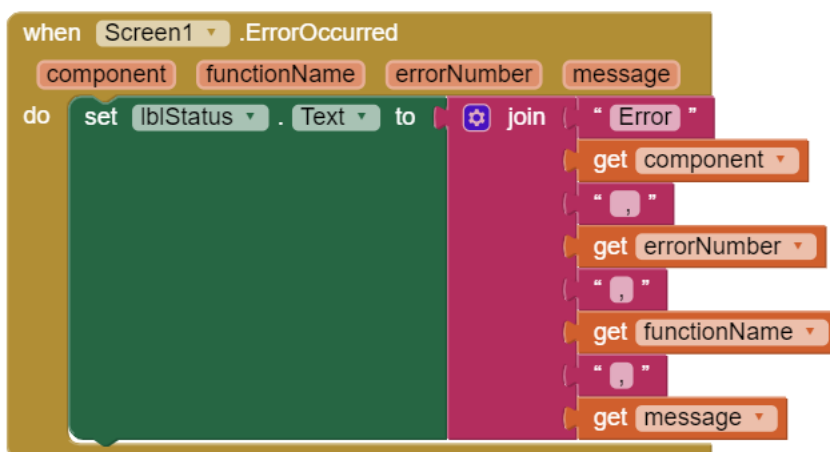 when Screen1 .ErrorOccurred
component functionName errorNumber message
do set lblStatus . Text to join “ Error ”
get component
“ , ”
get errorNumber
“ , ”
get functionName
“ , ”
get message